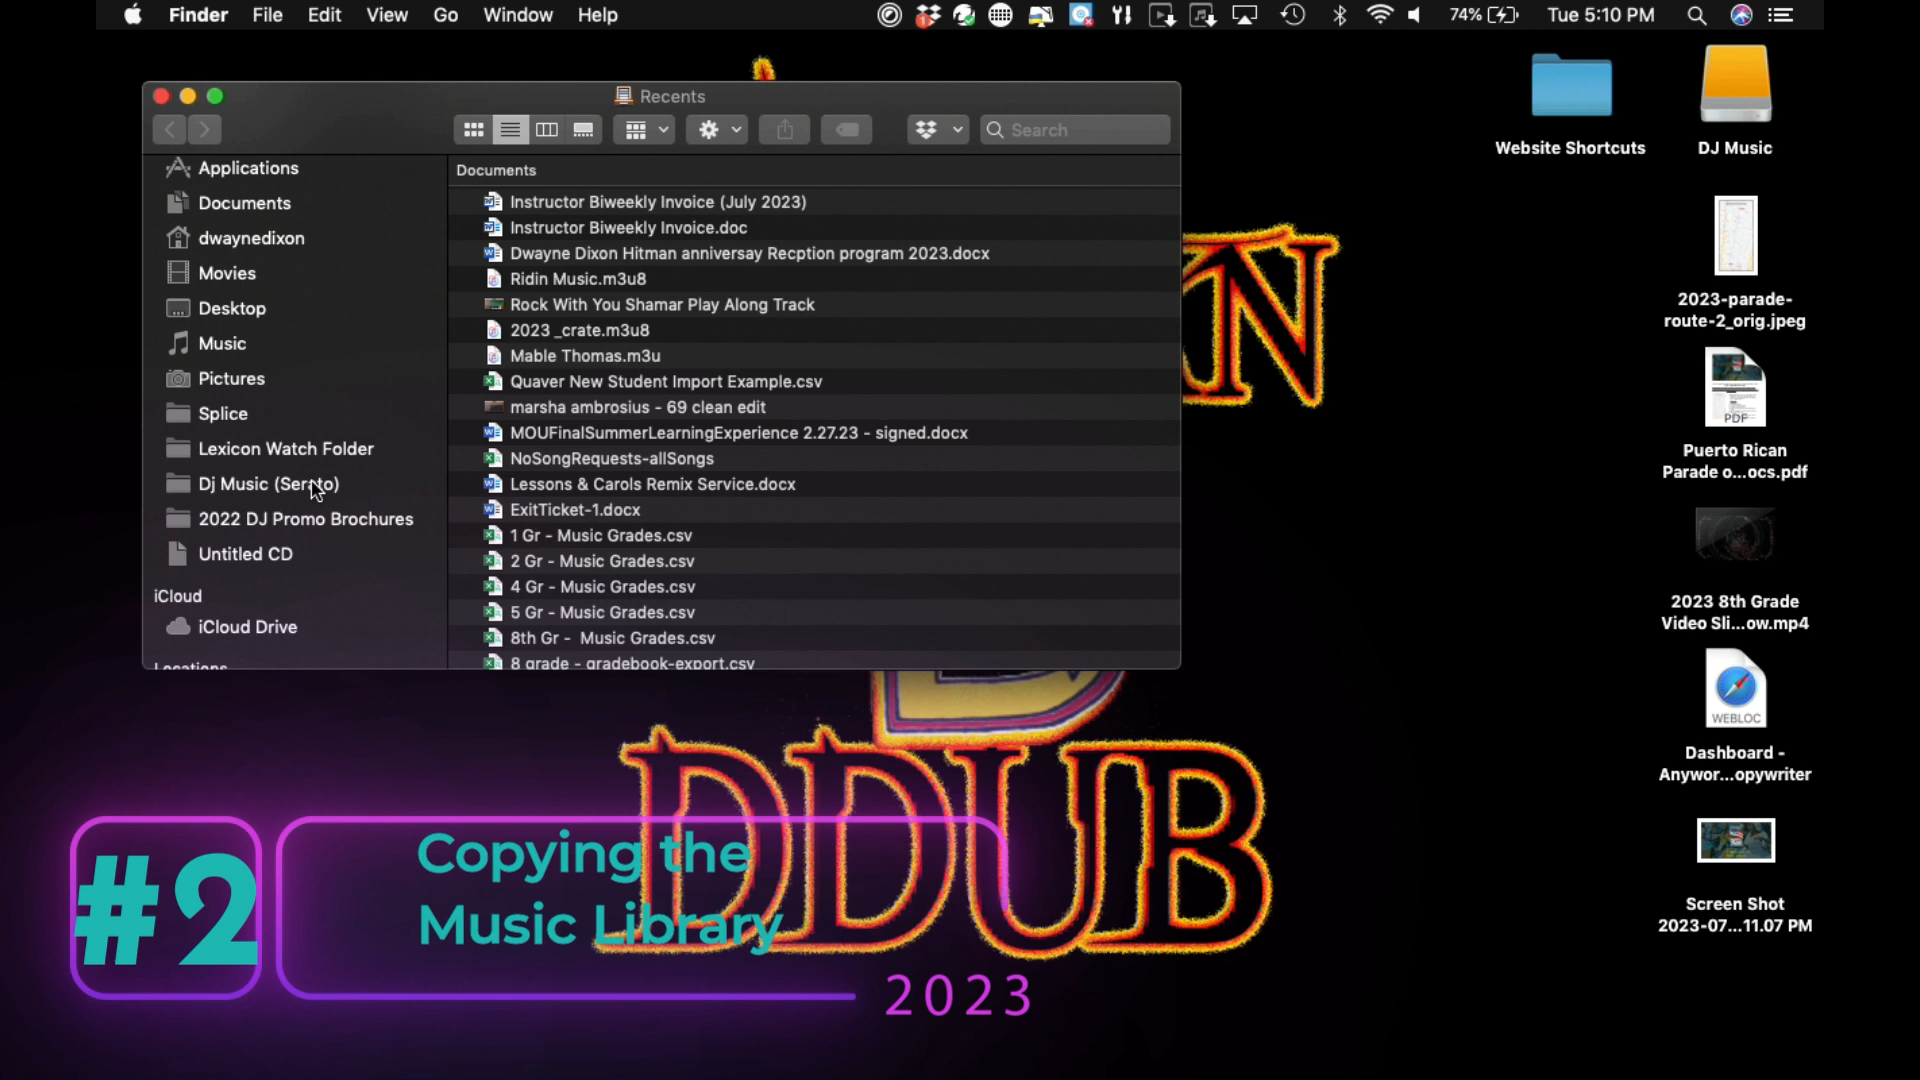 Finder File Edit View Go Window Help
74% Tue 5:10 PM
Recents
Search
Applications
Documents
dwaynedixon
Movies
Desktop
Music
Pictures
Splice
Lexicon Watch Folder
Dj Music (Serato)
2022 DJ Promo Brochures
Untitled CD
iCloud
iCloud Drive
Locations
Documents
Instructor Biweekly Invoice (July 2023)
Instructor Biweekly Invoice.doc
Dwayne Dixon Hitman anniversay Recption program 2023.docx
Ridin Music.m3u8
Rock With You Shamar Play Along Track
2023 _crate.m3u8
Mable Thomas.m3u
Quaver New Student Import Example.csv
marsha ambrosius - 69 clean edit
MOUFinalSummerLearningExperience 2.27.23 - signed.docx
NoSongRequests-allSongs
Lessons & Carols Remix Service.docx
ExitTicket-1.docx
1 Gr - Music Grades.csv
2 Gr - Music Grades.csv
4 Gr - Music Grades.csv
5 Gr - Music Grades.csv
8th Gr -  Music Grades.csv
8 grade - gradebook-export.csv
Website Shortcuts
DJ Music
2023-parade-
route-2_orig.jpeg
PDF
Puerto Rican
Parade o...ocs.pdf
2023 8th Grade
Video Sli...ow.mp4
WEBLOC
Dashboard -
Anywor...opywriter
Screen Shot
2023-07...11.07 PM
DDUB
#2
Copying the
Music Library
2023